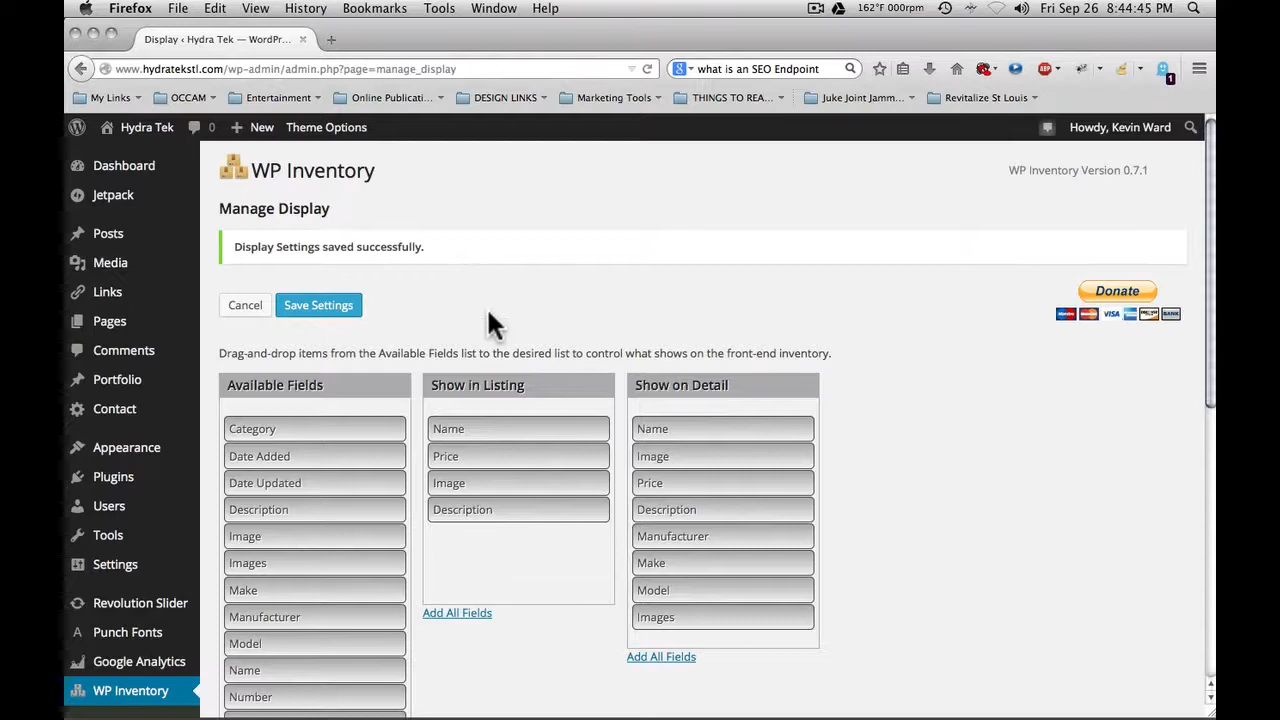 Firefox File Edit View History Bookmarks Tools Window Help 162°F 000rpm Fri Sep 26 8:44:45 PM
Display ‹ Hydra Tek — WordPr...
www.hydratekstl.com/wp-admin/admin.php?page=manage_display what is an SEO Endpoint ABP 1
My Links OCCAM Entertainment Online Publicati... DESIGN LINKS Marketing Tools THINGS TO REA... Juke Joint Jamm... Revitalize St Louis
Hydra Tek 0 + New Theme Options Howdy, Kevin Ward
Dashboard
Jetpack
Posts
Media
Links
Pages
Comments
Portfolio
Contact
Appearance
Plugins
Users
Tools
Settings
Revolution Slider
Punch Fonts
Google Analytics
WP Inventory
WP Inventory
WP Inventory Version 0.7.1
Manage Display
Display Settings saved successfully.
Cancel Save Settings
Donate
VISA BANK
Drag-and-drop items from the Available Fields list to the desired list to control what shows on the front-end inventory.
Available Fields
Category
Date Added
Date Updated
Description
Image
Images
Make
Manufacturer
Model
Name
Number
Show in Listing
Name
Price
Image
Description
Add All Fields
Show on Detail
Name
Image
Price
Description
Manufacturer
Make
Model
Images
Add All Fields